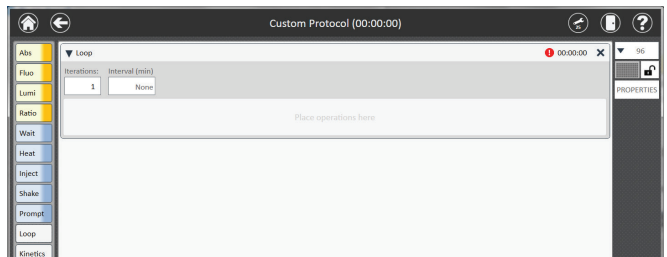 Custom Protocol (00:00:00)
25
?
Abs
Fluo
Lumi
Ratio
Wait
Heat
Inject
Shake
Prompt
Loop
Kinetics
Loop
! 00:00:00 X
Iterations: Interval (min)
1 None
Place operations here
96
PROPERTIES